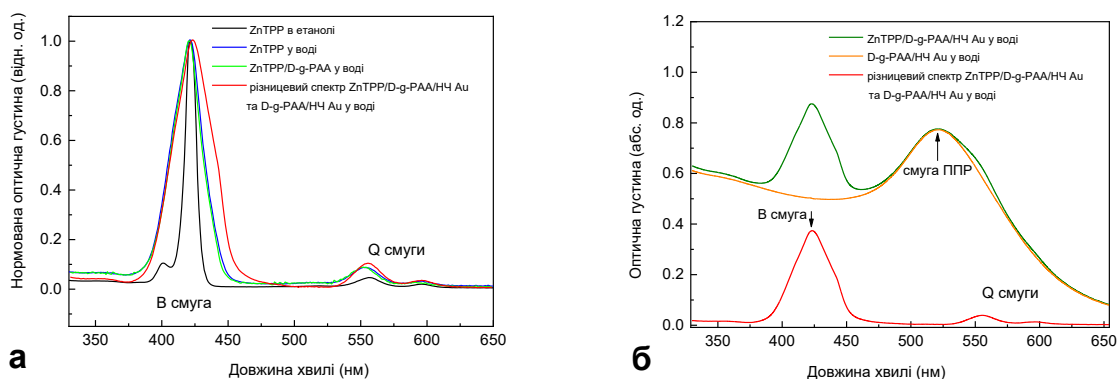 ZnTPP в етанолі
ZnTPP у воді
ZnTPP/D-g-PAA у воді
різницевий спектр ZnTPP/D-g-PAA/НЧ Au
та D-g-PAA/НЧ Au у воді
Нормована оптична густина (відн. од.)
1.0
0.8
0.6
0.4
0.2
0.0
В смуга
Q смуги
350
400
450
500
550
600
650
Довжина хвилі (нм)
а
ZnTPP/D-g-PAA/НЧ Au у воді
D-g-PAA/НЧ Au у воді
різницевий спектр ZnTPP/D-g-PAA/НЧ Au
та D-g-PAA/НЧ Au у воді
Оптична густина (абс. од.)
1.2
1.0
0.8
0.6
0.4
0.2
0.0
смуга ППР
В смуга
Q смуги
350
400
450
500
550
600
650
Довжина хвилі (нм)
б